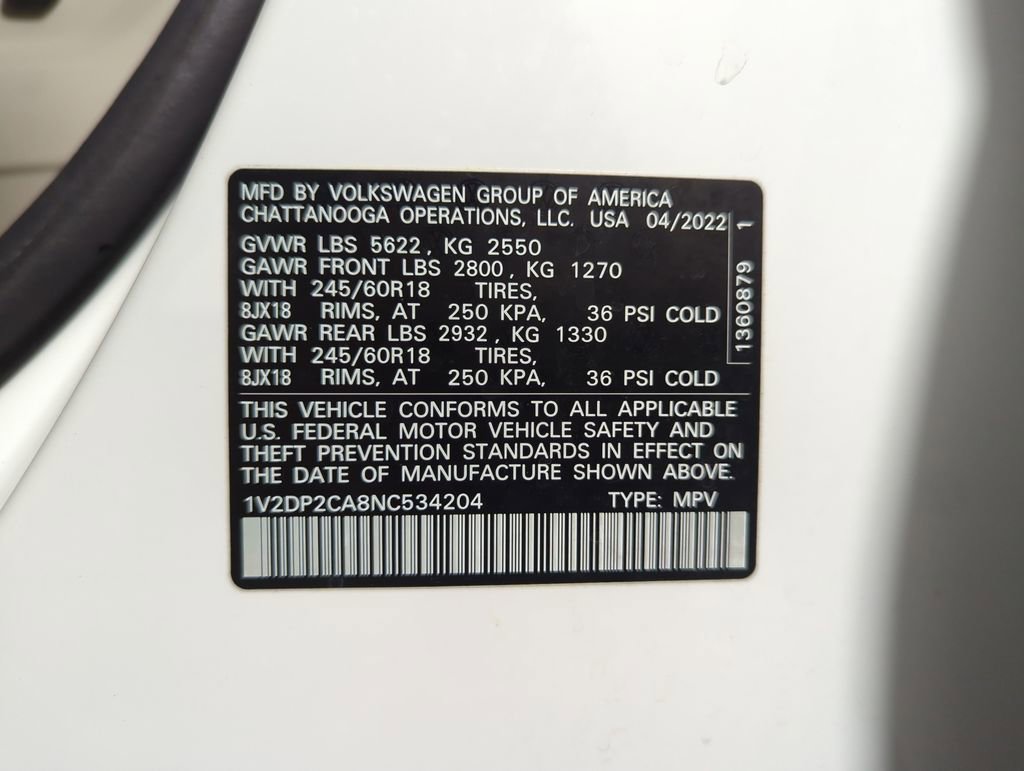 MFD BY VOLKSWAGEN GROUP OF AMERICA
CHATTANOOGA OPERATIONS, LLC. USA 04/2022
GVWR LBS 5622, KG 2550
GAWR FRONT LBS 2800, KG 1270
WITH 245/60R18 TIRES,
8JX18 RIMS, AT 250 KPA, 36 PSI COLD
GAWR REAR LBS 2932, KG 1330
WITH 245/60R18 TIRES,
8JX18 RIMS, AT 250 KPA, 36 PSI COLD
1360879 1
THIS VEHICLE CONFORMS TO ALL APPLICABLE
U.S. FEDERAL MOTOR VEHICLE SAFETY AND
THEFT PREVENTION STANDARDS IN EFFECT ON
THE DATE OF MANUFACTURE SHOWN ABOVE.
1V2DP2CA8NC534204 TYPE: MPV